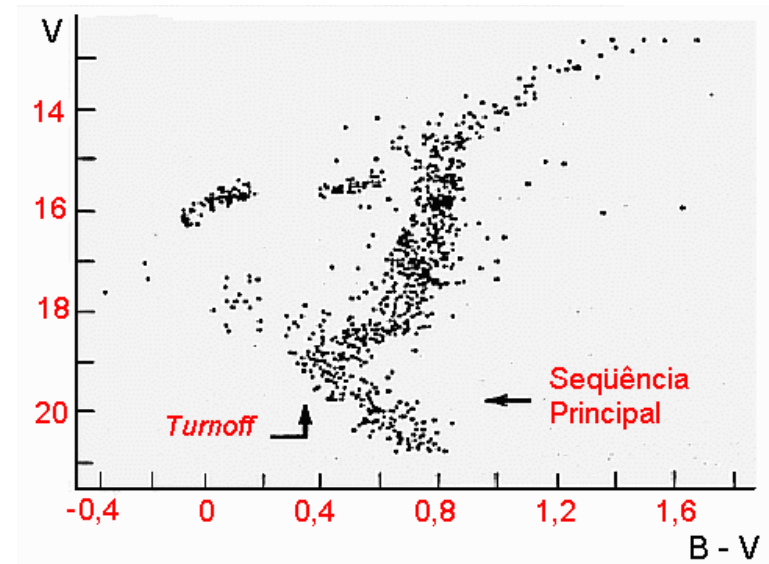 V
14
16
18
20
Turnoff
Seqüência
Principal
-0,4
0
0,4
0,8
1,2
1,6
B - V